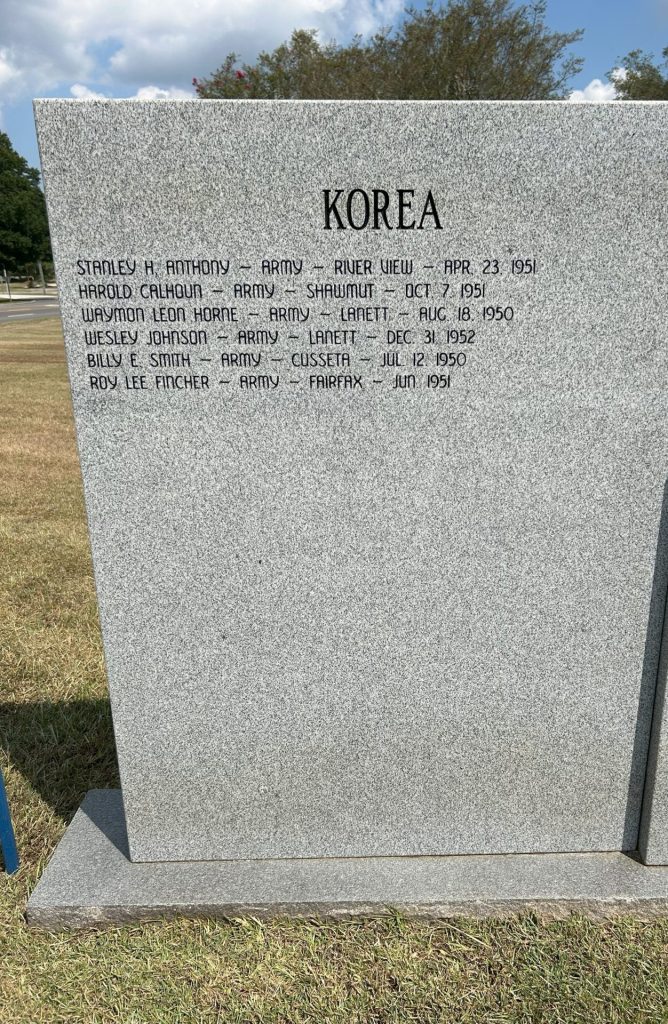 KOREA
STANLEY H. ANTHONY – ARMY – RIVER VIEW – APR. 23, 1951
HAROLD CALHOUN – ARMY – SHAWMUT – OCT. 7, 1951
WAYMON LEON HORNE – ARMY – LANETT – AUG. 18, 1950
WESLEY JOHNSON – ARMY – LANETT – DEC. 31, 1952
BILLY E. SMITH – ARMY – CUSSETA – JUL. 12, 1950
ROY LEE FINCHER – ARMY – FAIRFAX – JUN. 1951